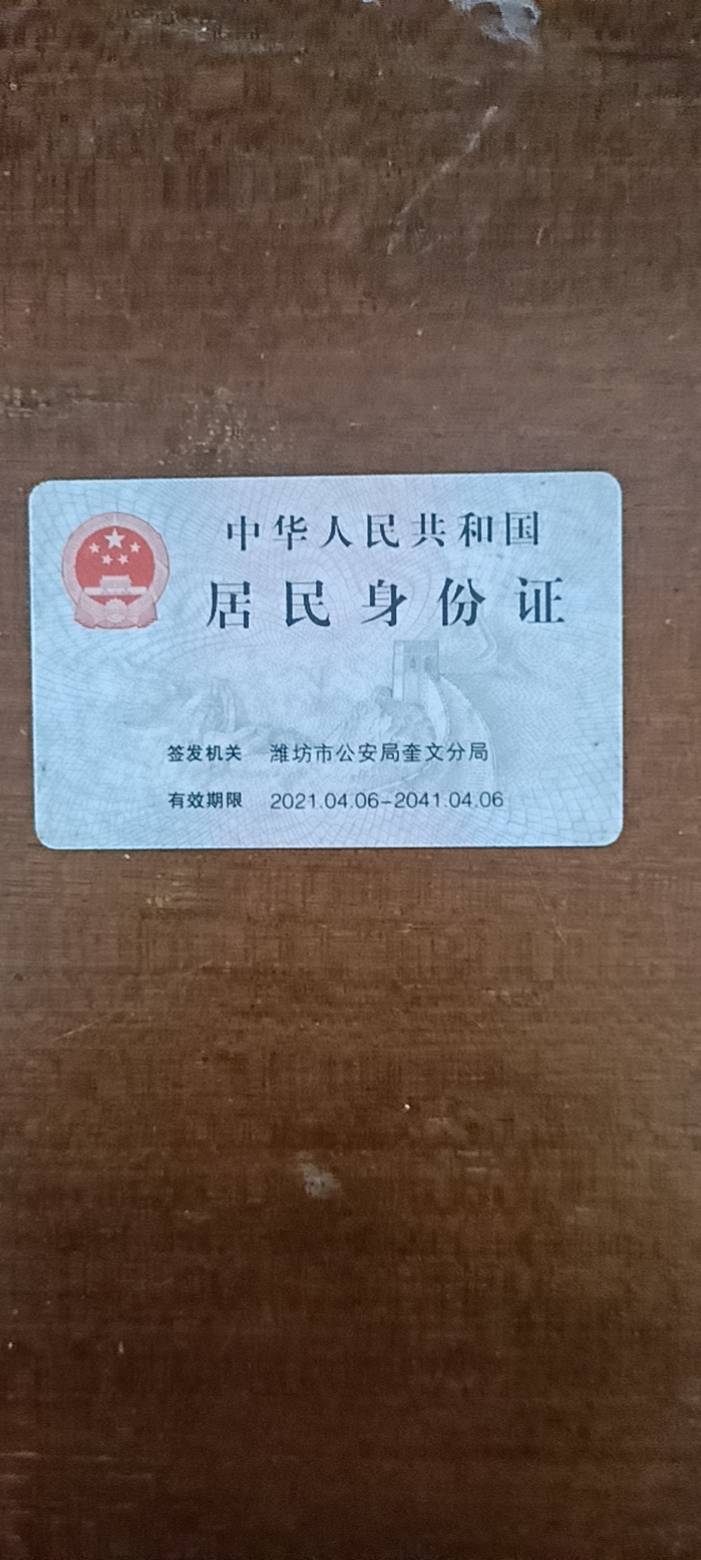 中华人民共和国
居民身份证
签发机关 潍坊市公安局奎文分局
有效期限 2021.04.06-2041.04.06